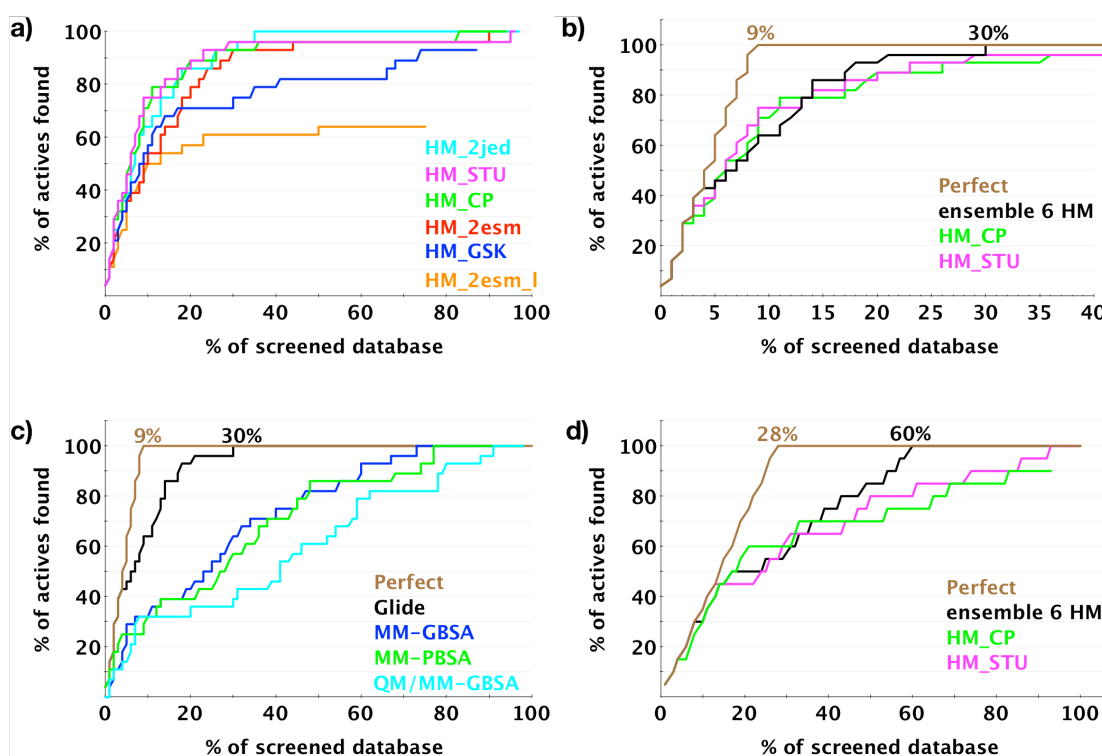 a)
100
80
60
40
20
% of actives found
HM_2jed
HM_STU
HM_CP
HM_2esm
HM_GSK
HM_2esm_l
0 20 40 60 80 100
% of screened database
b)
9% 30%
100
80
60
40
20
% of actives found
Perfect
ensemble 6 HM
HM_CP
HM_STU
0 5 10 15 20 25 30 35 40
% of screened database
c)
9% 30%
100
80
60
40
20
% of actives found
Perfect
Glide
MM-GBSA
MM-PBSA
QM/MM-GBSA
0 20 40 60 80 100
% of screened database
d)
28% 60%
100
80
60
40
20
% of actives found
Perfect
ensemble 6 HM
HM_CP
HM_STU
0 20 40 60 80 100
% of screened database